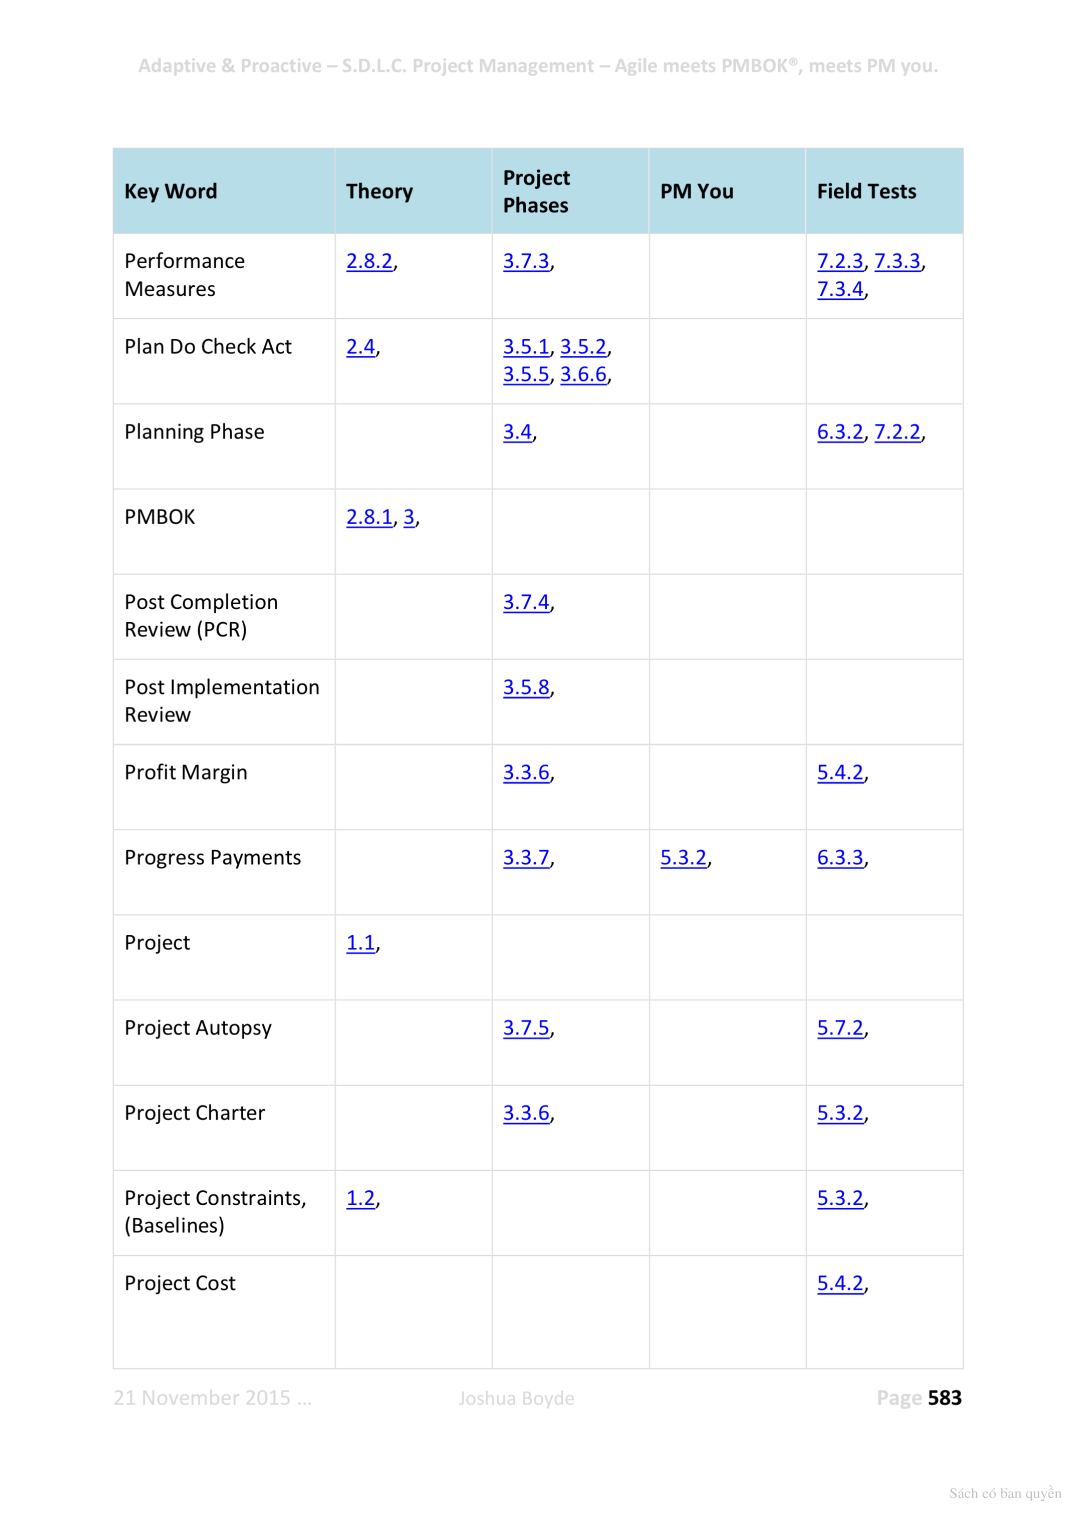 Adaptive & Proactive – S.D.L.C. Project Management – Agile meets PMBOK®, meets PM you.
Key Word Theory Project Phases PM You Field Tests
Performance Measures 2.8.2, 3.7.3, 7.2.3, 7.3.3, 7.3.4,
Plan Do Check Act 2.4, 3.5.1, 3.5.2, 3.5.5, 3.6.6,
Planning Phase 3.4, 6.3.2, 7.2.2,
PMBOK 2.8.1, 3,
Post Completion Review (PCR) 3.7.4,
Post Implementation Review 3.5.8,
Profit Margin 3.3.6, 5.4.2,
Progress Payments 3.3.7, 5.3.2, 6.3.3,
Project 1.1,
Project Autopsy 3.7.5, 5.7.2,
Project Charter 3.3.6, 5.3.2,
Project Constraints, (Baselines) 1.2, 5.3.2,
Project Cost 5.4.2,
21 November 2015 ... Joshua Boyde Page 583
Sách có bản quyền